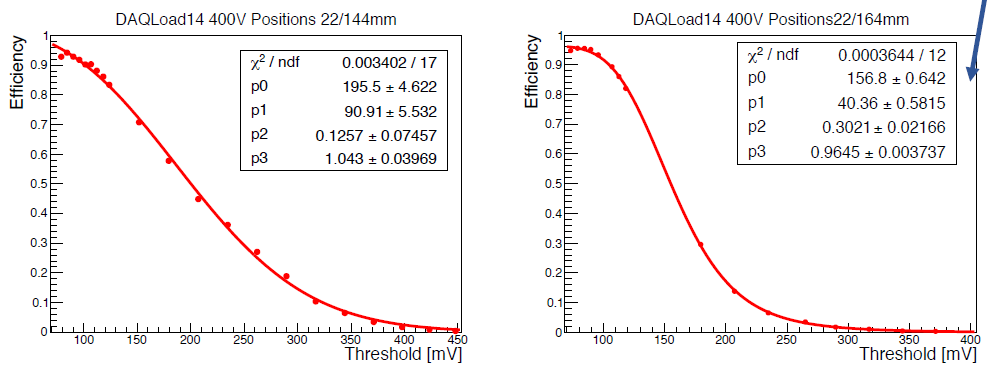 DAQLoad14 400V Positions 22/144mm
Efficiency
1
0.9
0.8
0.7
0.6
0.5
0.4
0.3
0.2
0.1
0
χ² / ndf 0.003402 / 17
p0 195.5 ± 4.622
p1 90.91 ± 5.532
p2 0.1257 ± 0.07457
p3 1.043 ± 0.03969
100 150 200 250 300 350 400 450
Threshold [mV]
DAQLoad14 400V Positions22/164mm
Efficiency
1
0.9
0.8
0.7
0.6
0.5
0.4
0.3
0.2
0.1
0
χ² / ndf 0.0003644 / 12
p0 156.8 ± 0.642
p1 40.36 ± 0.5815
p2 0.3021 ± 0.02166
p3 0.9645 ± 0.003737
100 150 200 250 300 350 400
Threshold [mV]